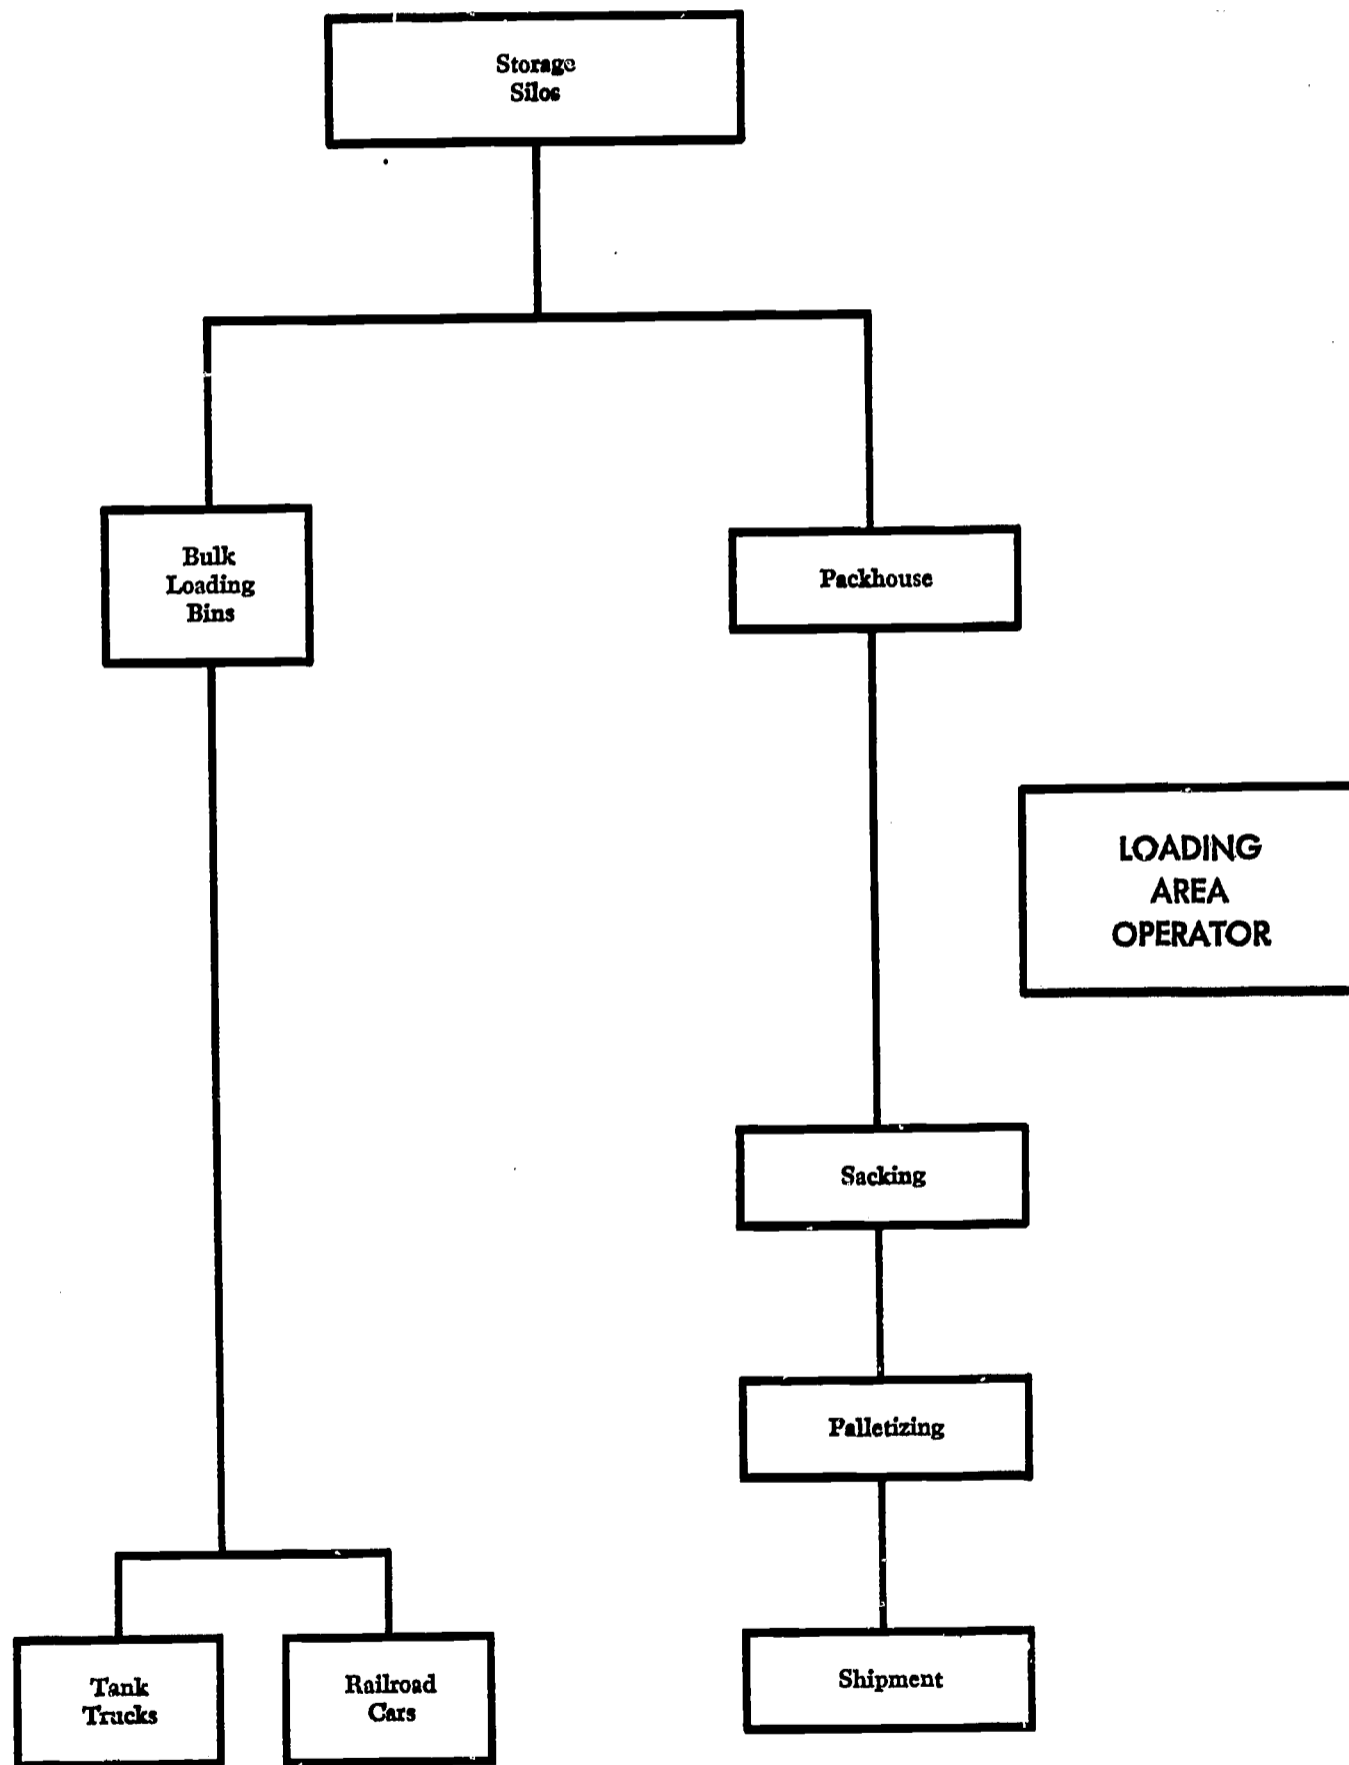 Storage
Silos
Bulk
Loading
Bins
Packhouse
LOADING
AREA
OPERATOR
Sacking
Palletizing
Tank
Trucks
Railroad
Cars
Shipment